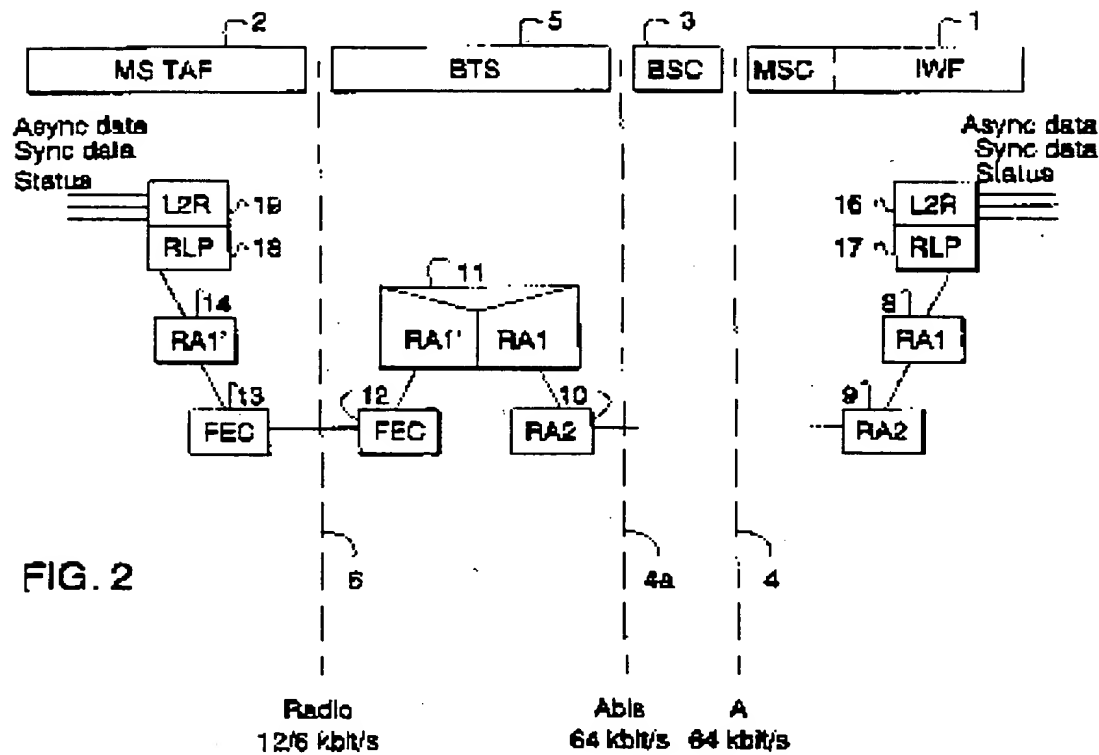 2 5 3 1
MS TAF BTS BSC MSC IWF
Async data
Sync data
Status
Async data
Sync data
Status
L2R 19
RLP 18
16 L2R
17 RLP
14
RA1'
11
RA1' RA1
8
RA1
13
FEC
12
FEC
10
RA2
9
RA2
6 4a 4
FIG. 2
Radio
12/6 kbit/s
Abis
64 kbit/s
A
64 kbit/s